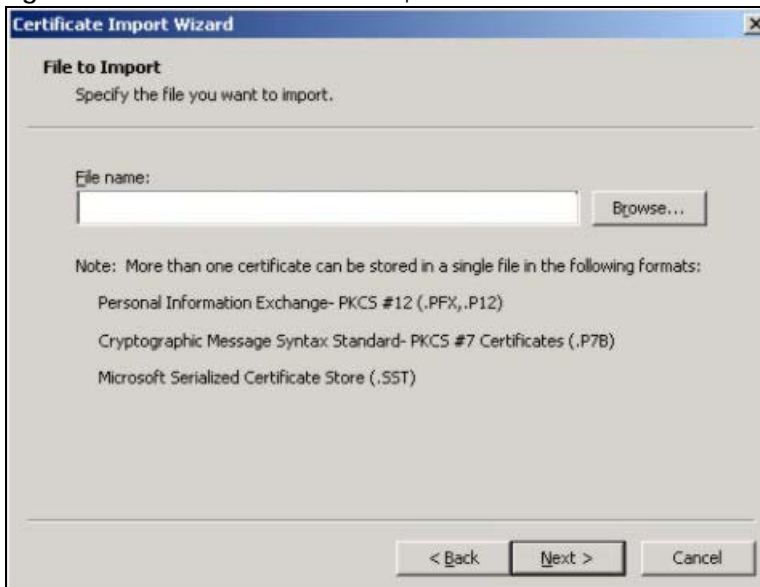 Certificate Import Wizard
File to Import
Specify the file you want to import.
File name:
Browse...
Note: More than one certificate can be stored in a single file in the following formats:
Personal Information Exchange- PKCS #12 (.PFX,.P12)
Cryptographic Message Syntax Standard- PKCS #7 Certificates (.P7B)
Microsoft Serialized Certificate Store (.SST)
< Back Next > Cancel